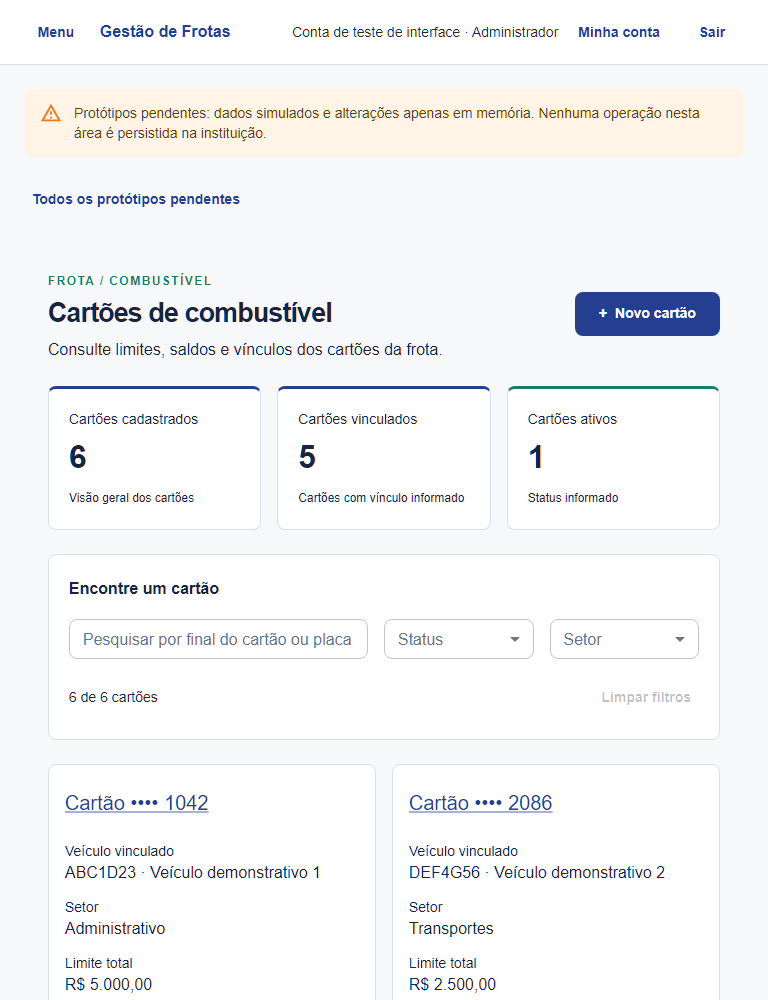 Menu Gestão de Frotas Conta de teste de interface · Administrador Minha conta Sair
Protótipos pendentes: dados simulados e alterações apenas em memória. Nenhuma operação nesta
área é persistida na instituição.
Todos os protótipos pendentes
FROTA / COMBUSTÍVEL
Cartões de combustível
+ Novo cartão
Consulte limites, saldos e vínculos dos cartões da frota.
Cartões cadastrados
6
Visão geral dos cartões
Cartões vinculados
5
Cartões com vínculo informado
Cartões ativos
1
Status informado
Encontre um cartão
Pesquisar por final do cartão ou placa
Status
Setor
6 de 6 cartões
Limpar filtros
Cartão •••• 1042
Veículo vinculado
ABC1D23 · Veículo demonstrativo 1
Setor
Administrativo
Limite total
R$ 5.000,00
Cartão •••• 2086
Veículo vinculado
DEF4G56 · Veículo demonstrativo 2
Setor
Transportes
Limite total
R$ 2.500,00